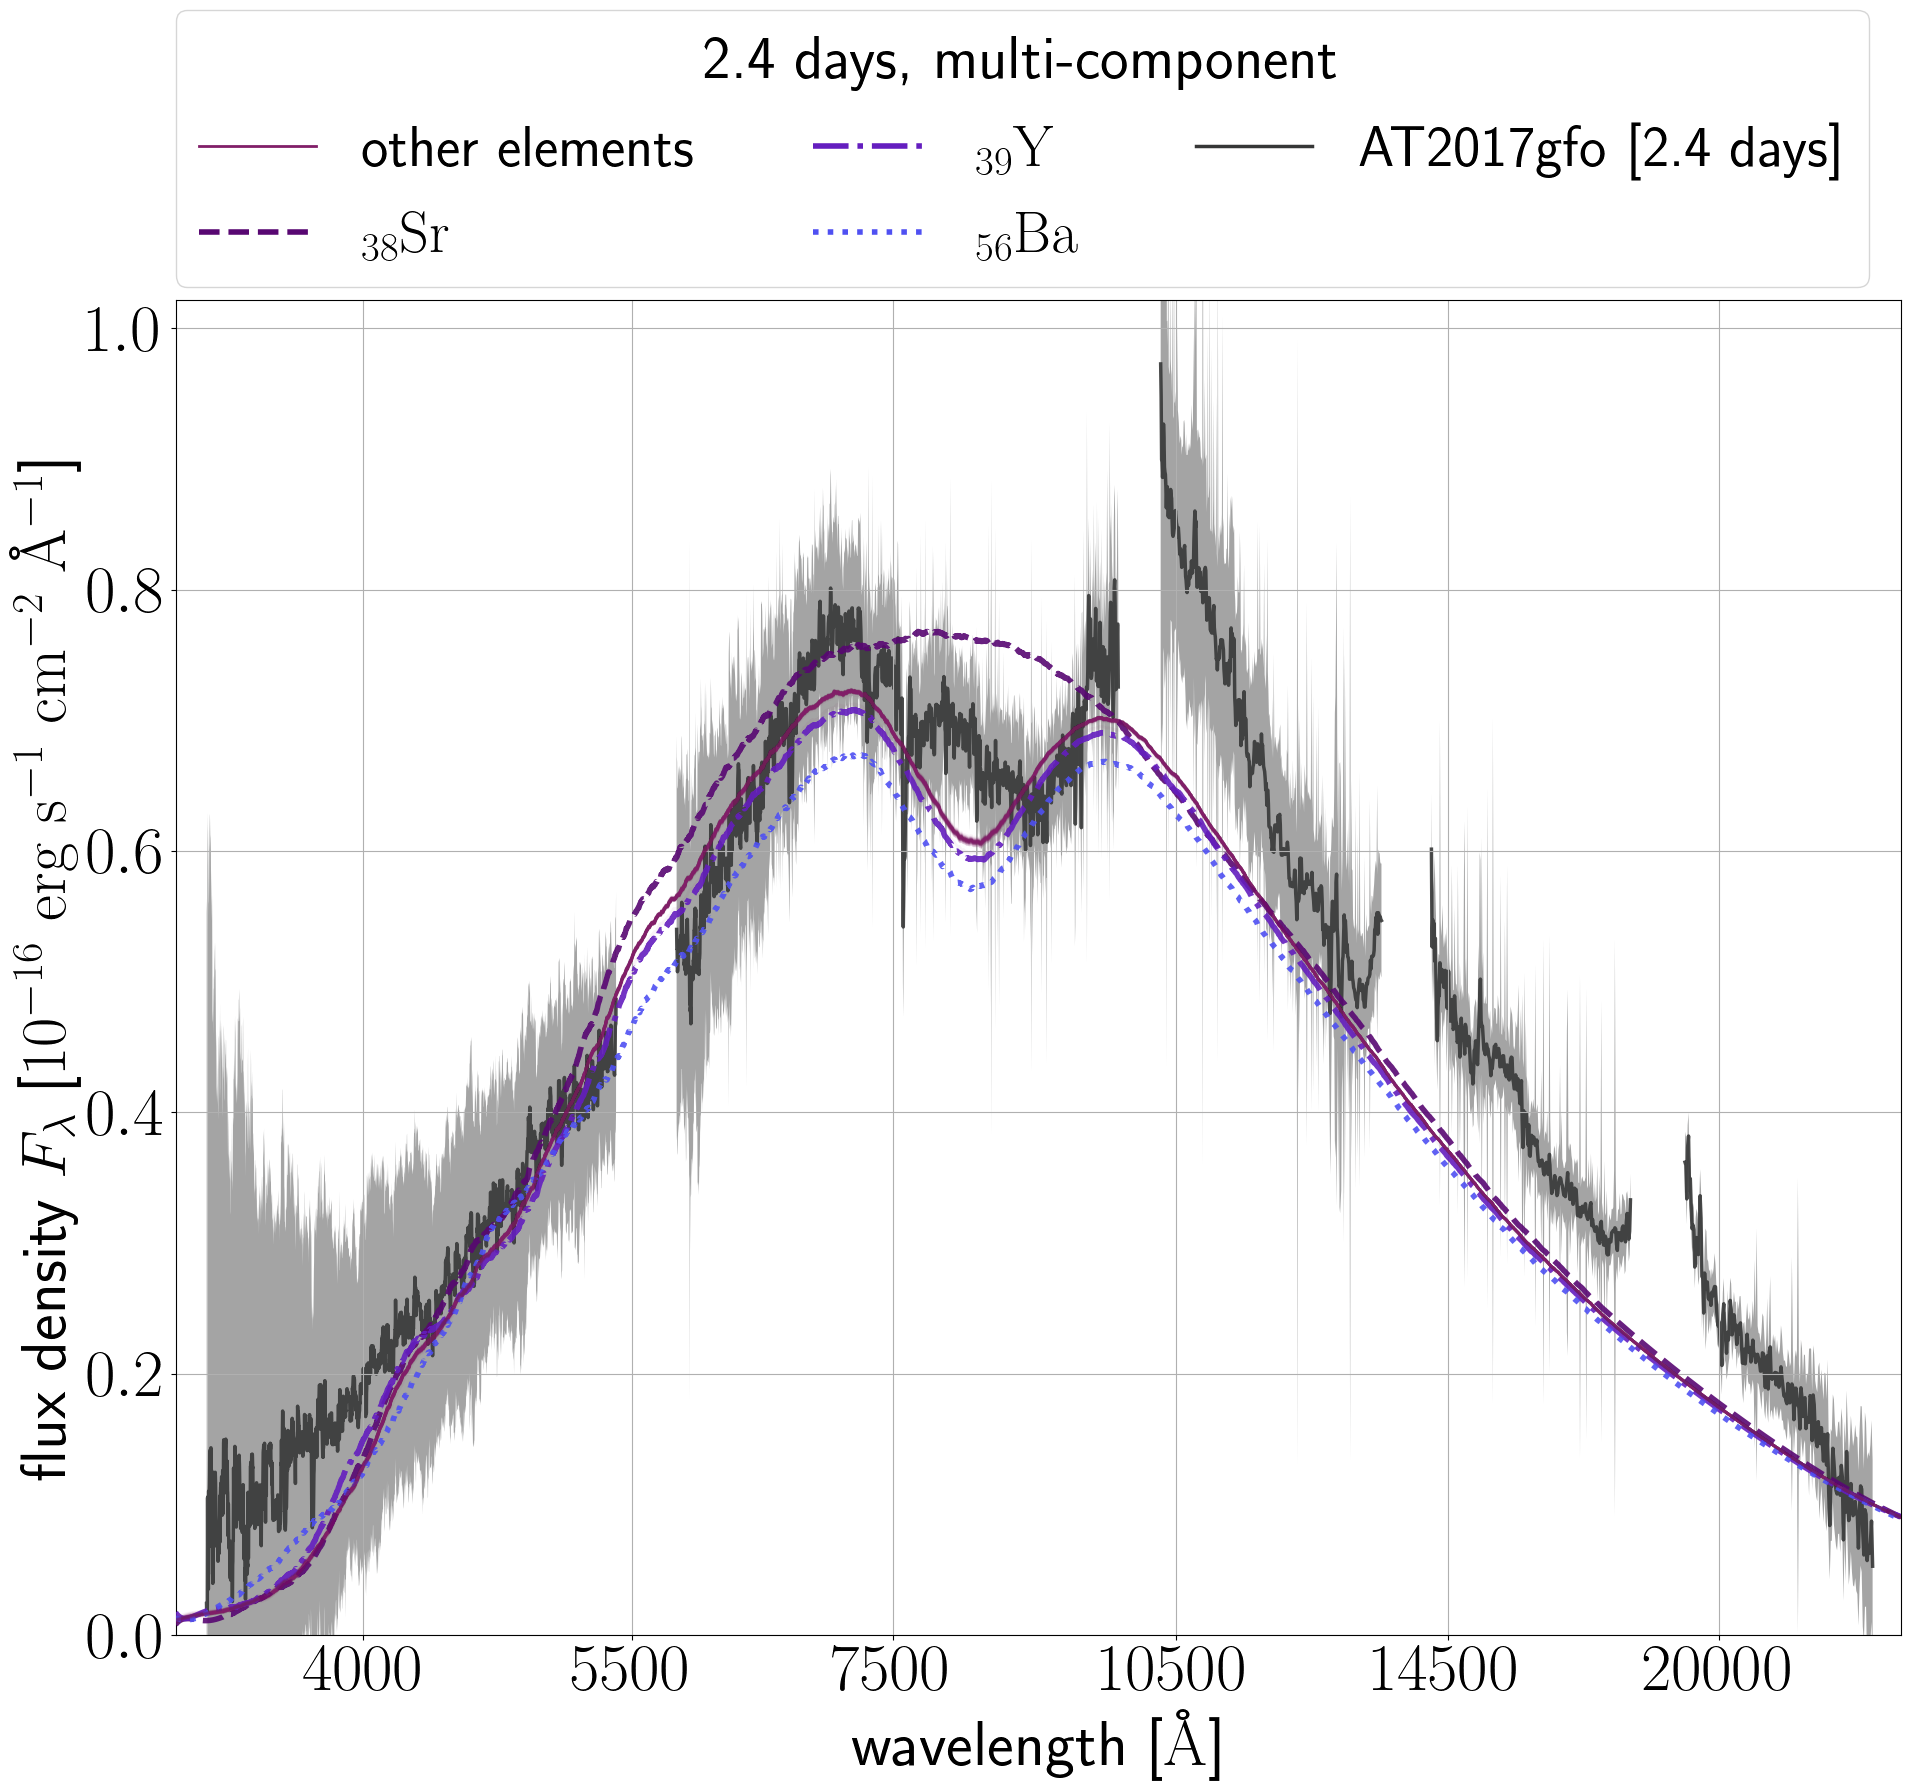 2.4 days, multi-component
other elements
₃₈Sr
₃₉Y
₅₆Ba
AT2017gfo [2.4 days]
flux density F_λ [10⁻¹⁶ erg s⁻¹ cm⁻² Å⁻¹]
1.0
0.8
0.6
0.4
0.2
0.0
4000 5500 7500 10500 14500 20000
wavelength [Å]